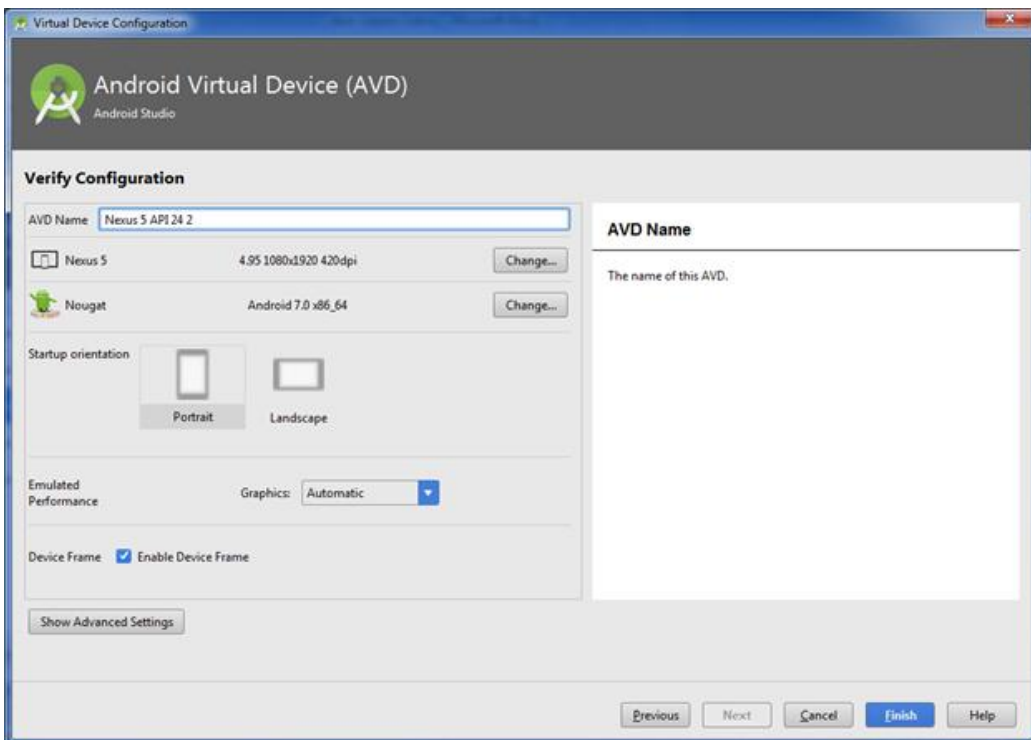 Virtual Device Configuration
Android Virtual Device (AVD)
Android Studio
Verify Configuration
AVD Name Nexus 5 API 24 2
Nexus 5 4.95 1080x1920 420dpi Change...
Nougat Android 7.0 x86_64 Change...
Startup orientation
Portrait Landscape
Emulated
Performance
Graphics: Automatic
Device Frame Enable Device Frame
Show Advanced Settings
AVD Name
The name of this AVD.
Previous Next Cancel Finish Help